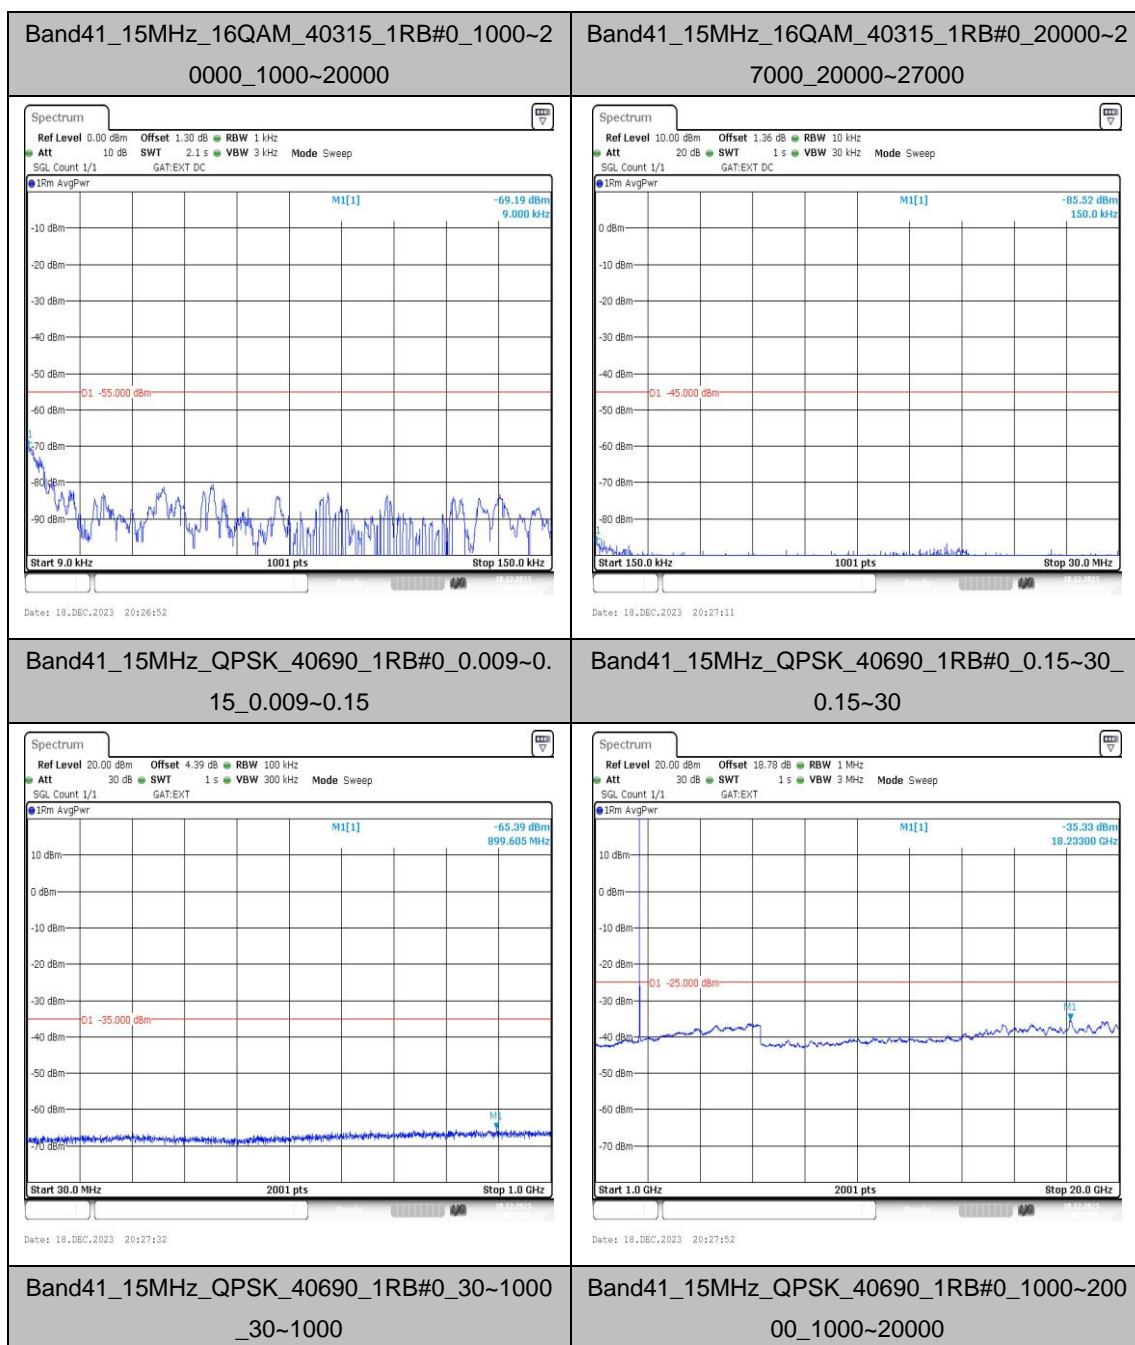 Band41_15MHz_16QAM_40315_1RB#0_1000~2
0000_1000~20000
Band41_15MHz_16QAM_40315_1RB#0_20000~2
7000_20000~27000
Spectrum
Ref Level 0.00 dBm Offset 1.30 dB RBW 1 kHz
Att 10 dB SWT 2.1 s VBW 3 kHz Mode Sweep
SGL Count 1/1 GAT:EXT DC
1Rm AvgPwr
M1[1] -69.19 dBm
9.000 kHz
-10 dBm
-20 dBm
-30 dBm
-40 dBm
-50 dBm
D1 -55.000 dBm
-60 dBm
1
-70 dBm
-80 dBm
-90 dBm
Start 9.0 kHz 1001 pts Stop 150.0 kHz
Date: 18.DEC.2023 20:26:52
Spectrum
Ref Level 10.00 dBm Offset 1.36 dB RBW 10 kHz
Att 20 dB SWT 1 s VBW 30 kHz Mode Sweep
SGL Count 1/1 GAT:EXT DC
1Rm AvgPwr
M1[1] -85.52 dBm
150.0 kHz
0 dBm
-10 dBm
-20 dBm
-30 dBm
-40 dBm
D1 -45.000 dBm
-50 dBm
-60 dBm
-70 dBm
-80 dBm
1
Start 150.0 kHz 1001 pts Stop 30.0 MHz
Date: 18.DEC.2023 20:27:11
Band41_15MHz_QPSK_40690_1RB#0_0.009~0.
15_0.009~0.15
Band41_15MHz_QPSK_40690_1RB#0_0.15~30_
0.15~30
Spectrum
Ref Level 20.00 dBm Offset 4.39 dB RBW 100 kHz
Att 30 dB SWT 1 s VBW 300 kHz Mode Sweep
SGL Count 1/1 GAT:EXT
1Rm AvgPwr
M1[1] -65.39 dBm
899.605 MHz
10 dBm
0 dBm
-10 dBm
-20 dBm
-30 dBm
D1 -35.000 dBm
-40 dBm
-50 dBm
-60 dBm
M1
-70 dBm
Start 30.0 MHz 2001 pts Stop 1.0 GHz
Date: 18.DEC.2023 20:27:32
Spectrum
Ref Level 20.00 dBm Offset 18.78 dB RBW 1 MHz
Att 30 dB SWT 1 s VBW 3 MHz Mode Sweep
SGL Count 1/1 GAT:EXT
1Rm AvgPwr
M1[1] -35.33 dBm
18.23300 GHz
10 dBm
0 dBm
-10 dBm
-20 dBm
D1 -25.000 dBm
-30 dBm
M1
-40 dBm
-50 dBm
-60 dBm
-70 dBm
Start 1.0 GHz 2001 pts Stop 20.0 GHz
Date: 18.DEC.2023 20:27:52
Band41_15MHz_QPSK_40690_1RB#0_30~1000
_30~1000
Band41_15MHz_QPSK_40690_1RB#0_1000~200
00_1000~20000